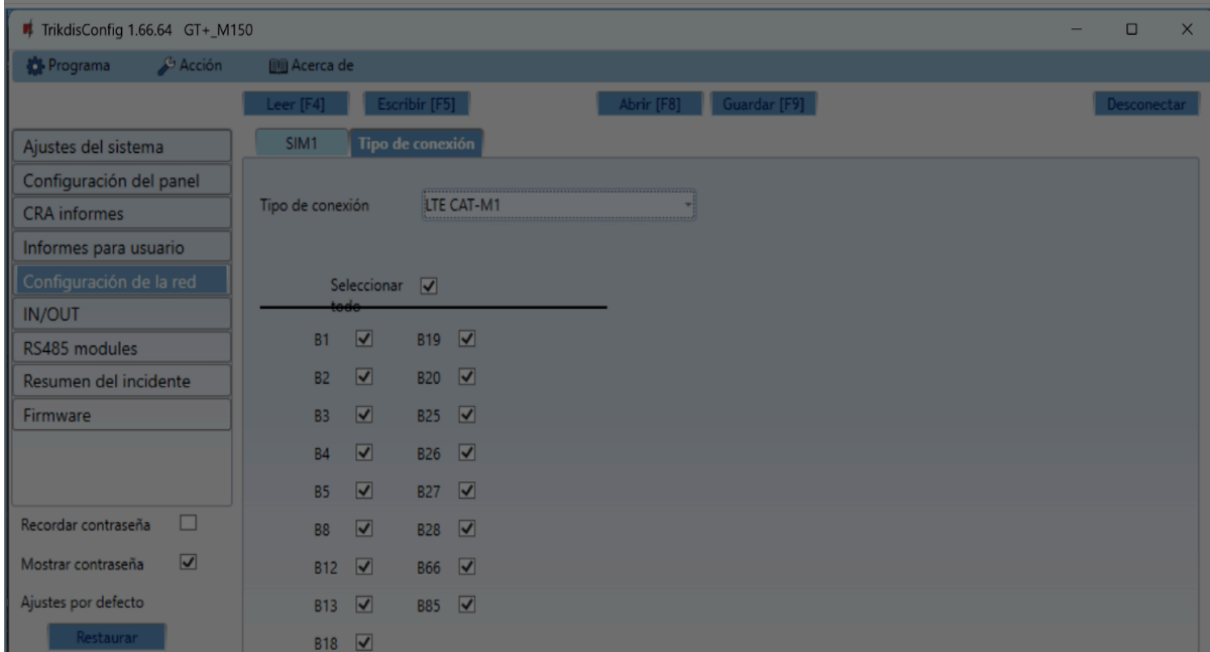 TrikdisConfig 1.66.64 GT+_M150
Programa Acción Acerca de
Leer [F4] Escribir [F5] Abrir [F8] Guardar [F9] Desconectar
Ajustes del sistema
Configuración del panel
CRA informes
Informes para usuario
Configuración de la red
IN/OUT
RS485 modules
Resumen del incidente
Firmware
Recordar contraseña
Mostrar contraseña
Ajustes por defecto
Restaurar
SIM1 Tipo de conexión
Tipo de conexión LTE CAT-M1
Seleccionar
todo
B1 B19
B2 B20
B3 B25
B4 B26
B5 B27
B8 B28
B12 B66
B13 B85
B18